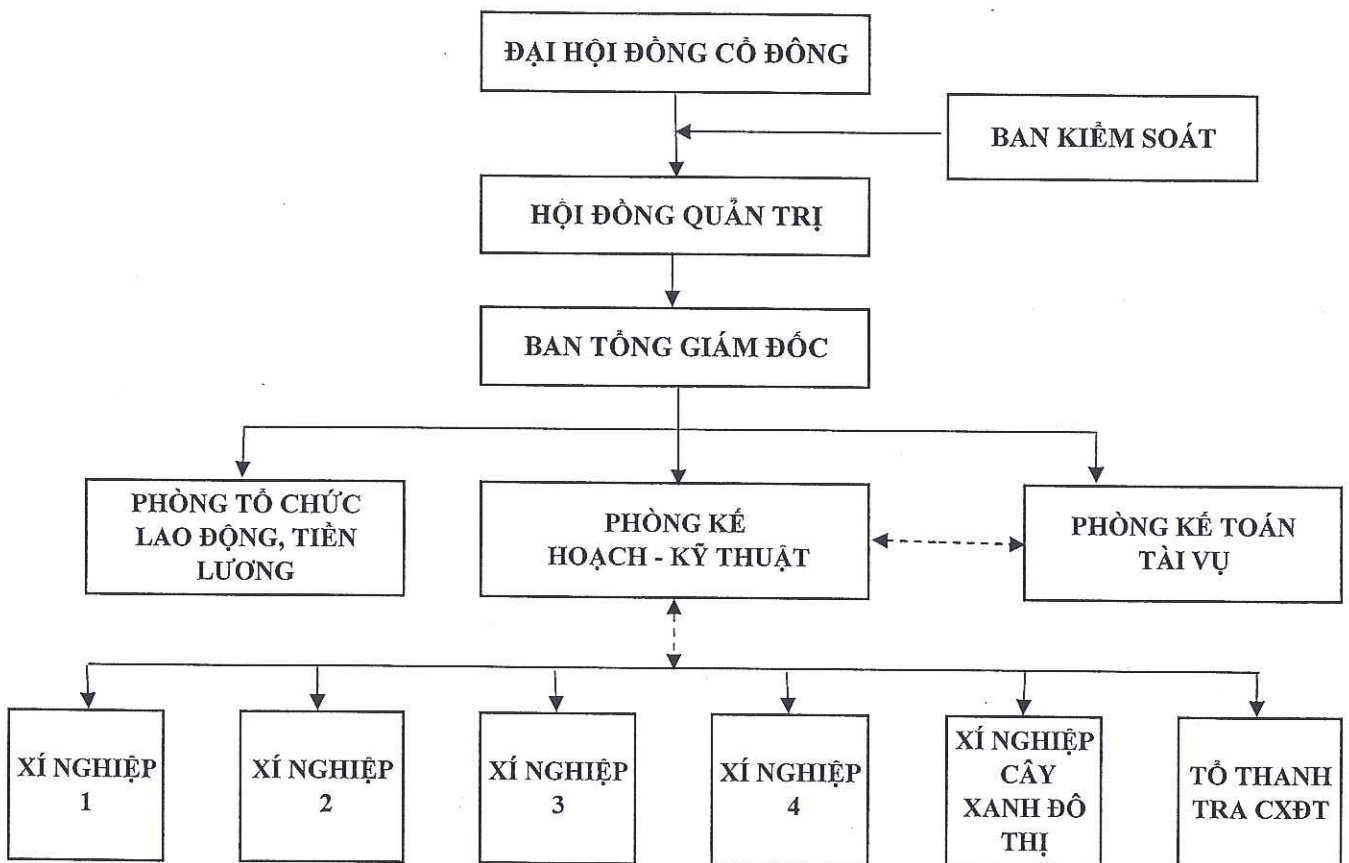 ĐẠI HỘI ĐỒNG CỔ ĐÔNG
BAN KIỂM SOÁT
HỘI ĐỒNG QUẢN TRỊ
BAN TỔNG GIÁM ĐỐC
PHÒNG TỔ CHỨC
LAO ĐỘNG, TIỀN
LƯƠNG
PHÒNG KẾ
HOẠCH - KỸ THUẬT
PHÒNG KẾ TOÁN
TÀI VỤ
XÍ NGHIỆP
1
XÍ NGHIỆP
2
XÍ NGHIỆP
3
XÍ NGHIỆP
4
XÍ NGHIỆP
CÂY
XANH ĐÔ
THỊ
TỔ THANH
TRA CXĐT